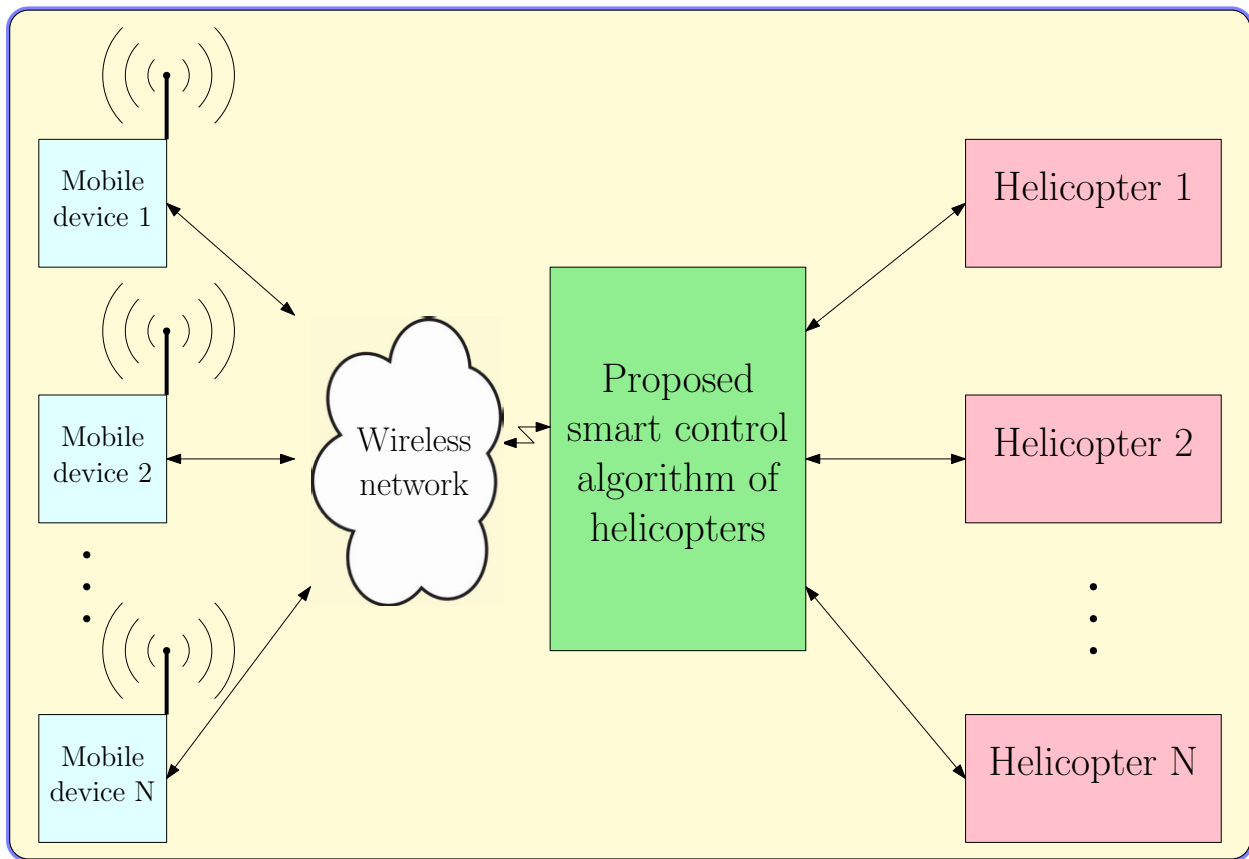 Mobile
device 1
Helicopter 1
Mobile
device 2
Wireless
network
Proposed
smart control
algorithm of
helicopters
Helicopter 2
Mobile
device N
Helicopter N